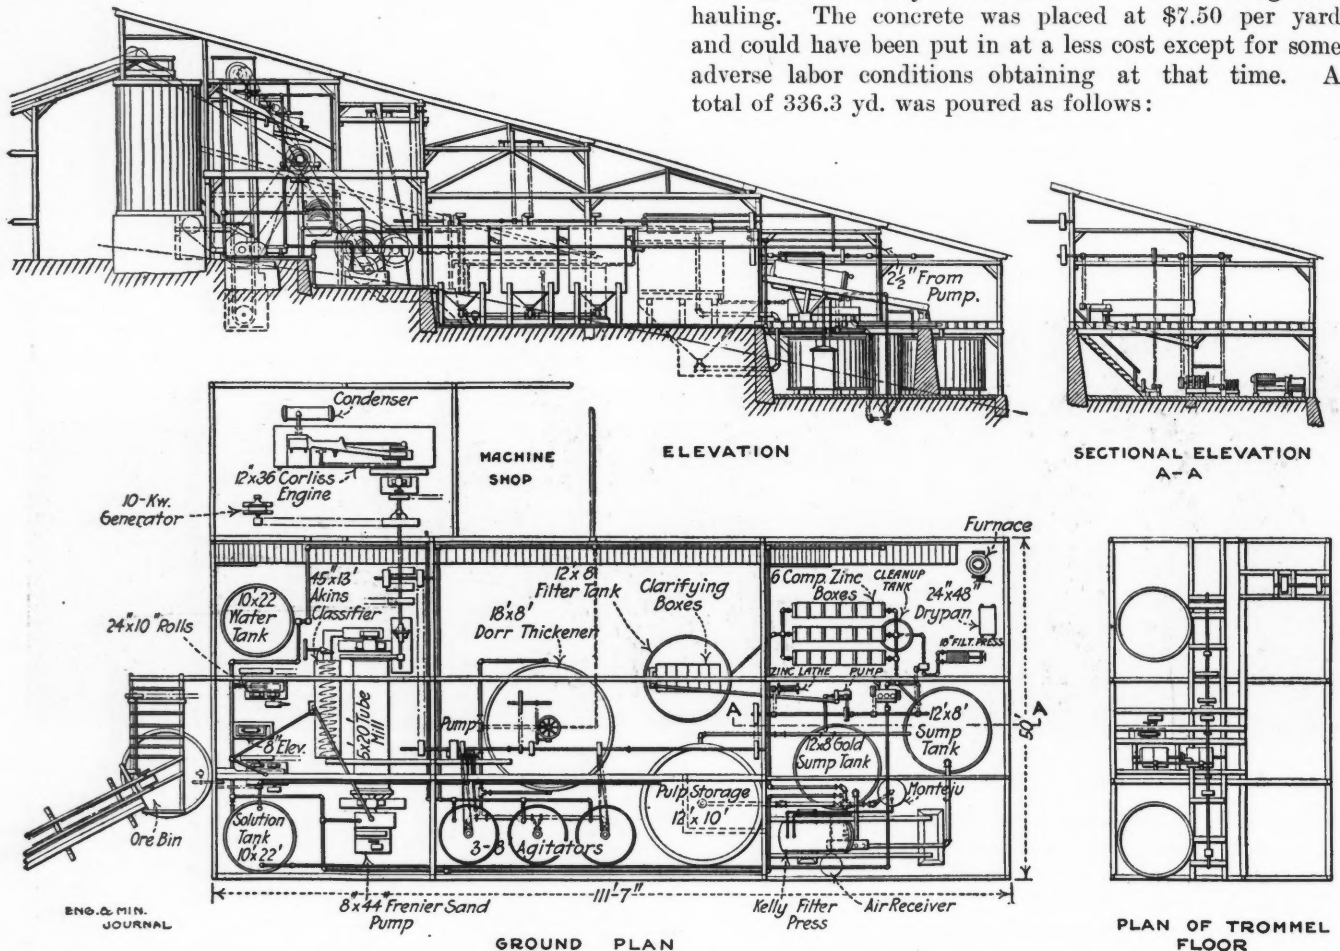 hauling. The concrete was placed at $7.50 per yard
and could have been put in at a less cost except for some
adverse labor conditions obtaining at that time. A
total of 336.3 yd. was poured as follows:
2½" From
Pump.
ELEVATION
SECTIONAL ELEVATION
A-A
Condenser
12"x36 Corliss
Engine
MACHINE
SHOP
10-Kw.
Generator
Furnace
10x22
Water
Tank
45"x13'
Akins
Classifier
24"x10" Rolls
12'x8'
Filter Tank
18'x8'
Dorr Thickener
Clarifying
Boxes
6 Comp. Zinc
Boxes
CLEANUP
TANK
24"x48"
Drypan
18" FILT. PRESS
ZINC LATHE
PUMP
5x20' Tube
Mill
8" Elev.
Pump
A
A
12'x8'
Sump
Tank
50'
12x8' Gold
Sump Tank
Monteju
Pulp Storage
12'x10'
Ore Bin
Solution
Tank
10'x22'
3-8' Agitators
111'-7"
8"x44" Frenier Sand
Pump
Kelly Filter
Press
Air Receiver
ENG. & MIN.
JOURNAL
GROUND PLAN
PLAN OF TROMMEL
FLOOR